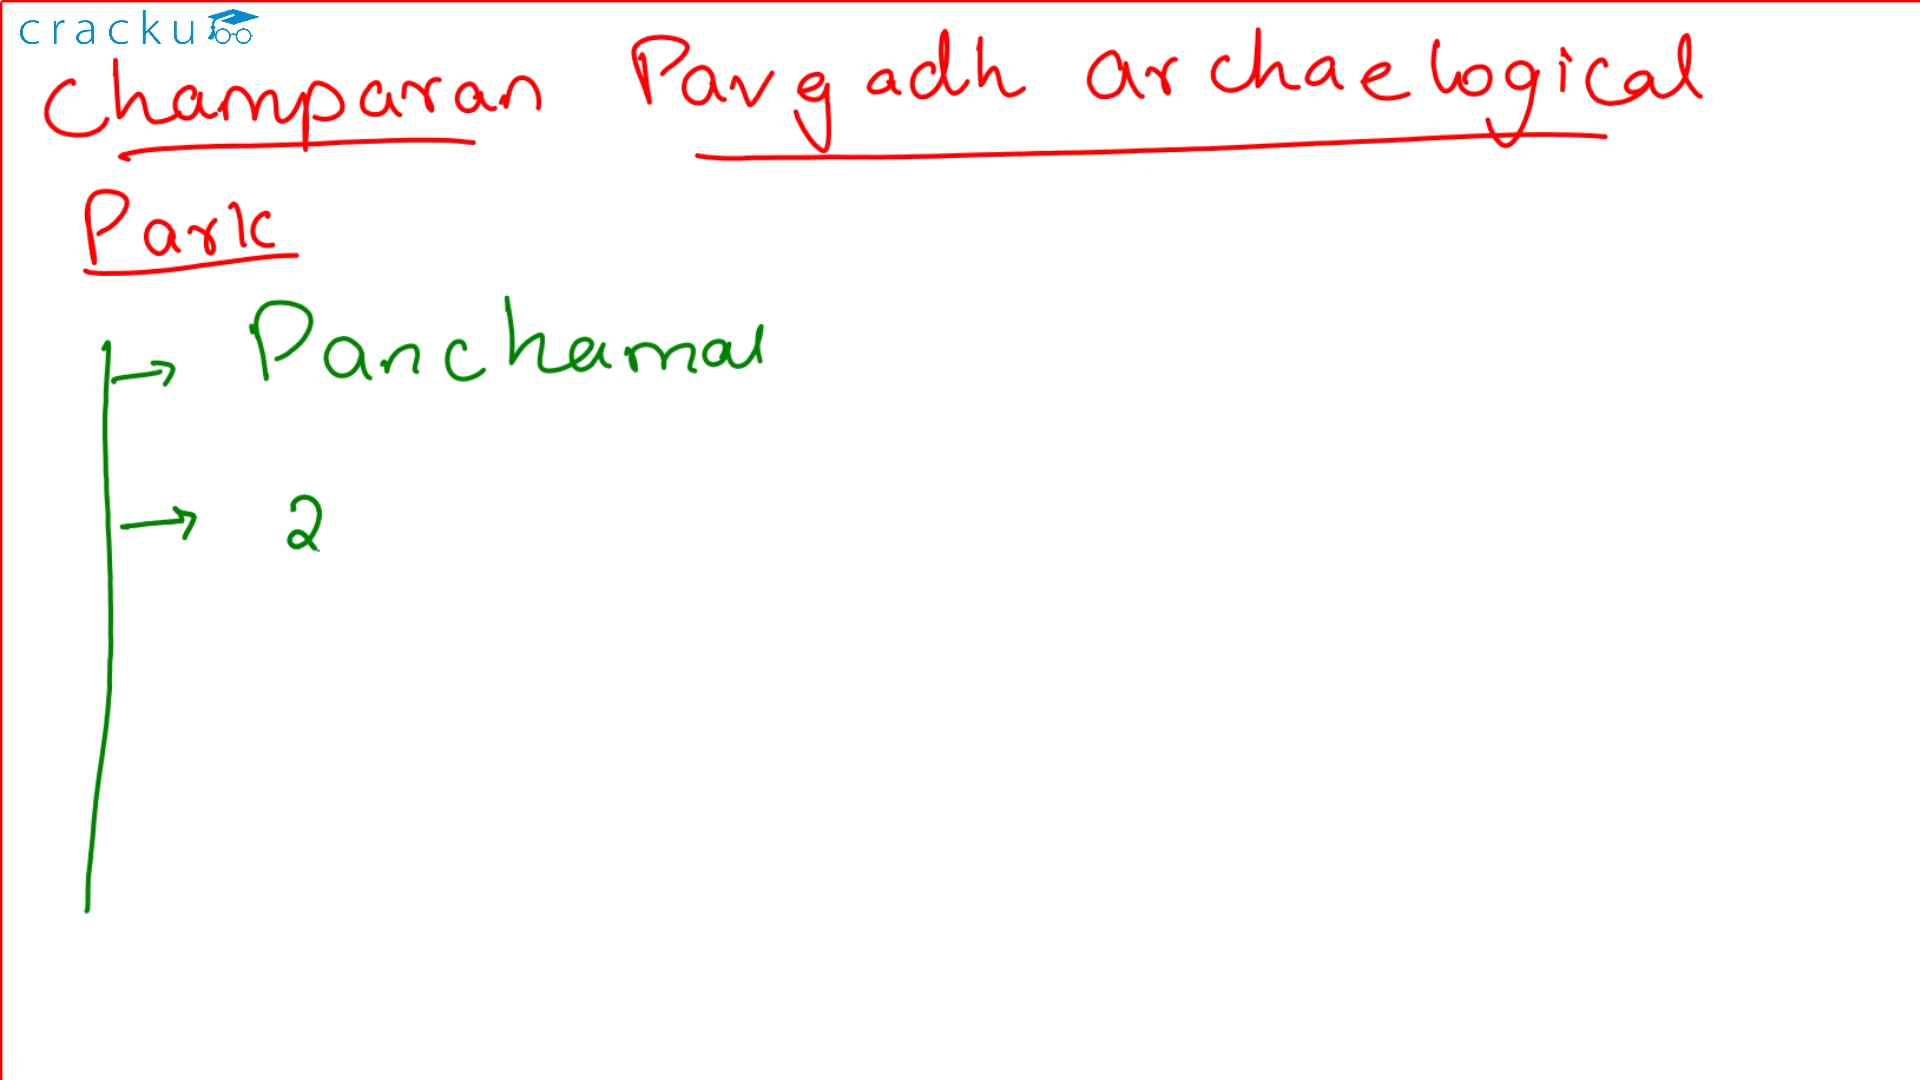 cracku
Champaran Pavgadh archaelogical
Park
→ Panchamal
→ 2